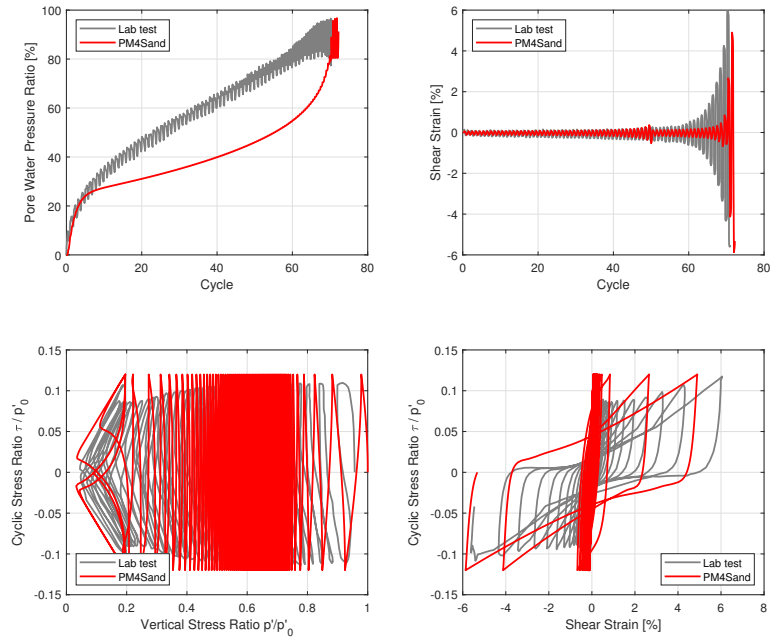 100
80
60
40
20
0
Pore Water Pressure Ratio [%]
Lab test
PM4Sand
0 20 40 60 80
Cycle
6
4
2
0
-2
-4
-6
Shear Strain [%]
Lab test
PM4Sand
0 20 40 60 80
Cycle
0.15
0.1
0.05
0
-0.05
-0.1
-0.15
Cyclic Stress Ratio τ / p'0
Lab test
PM4Sand
0 0.2 0.4 0.6 0.8 1
Vertical Stress Ratio p'/p'0
0.15
0.1
0.05
0
-0.05
-0.1
-0.15
Cyclic Stress Ratio τ / p'0
Lab test
PM4Sand
-6 -4 -2 0 2 4 6 8
Shear Strain [%]